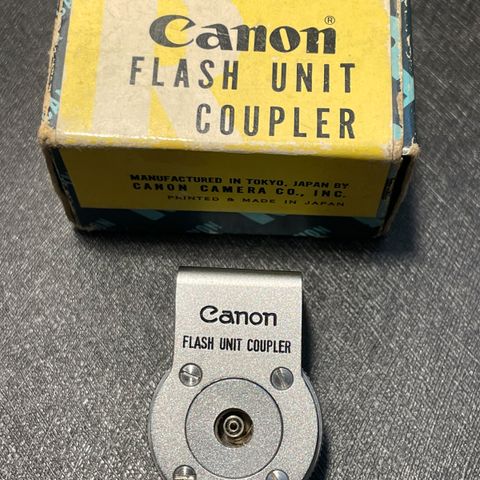 Canon®
FLASH UNIT
COUPLER
MANUFACTURED IN TOKYO, JAPAN BY
CANON CAMERA CO., INC.
PRINTED & MADE IN JAPAN
Canon
FLASH UNIT COUPLER